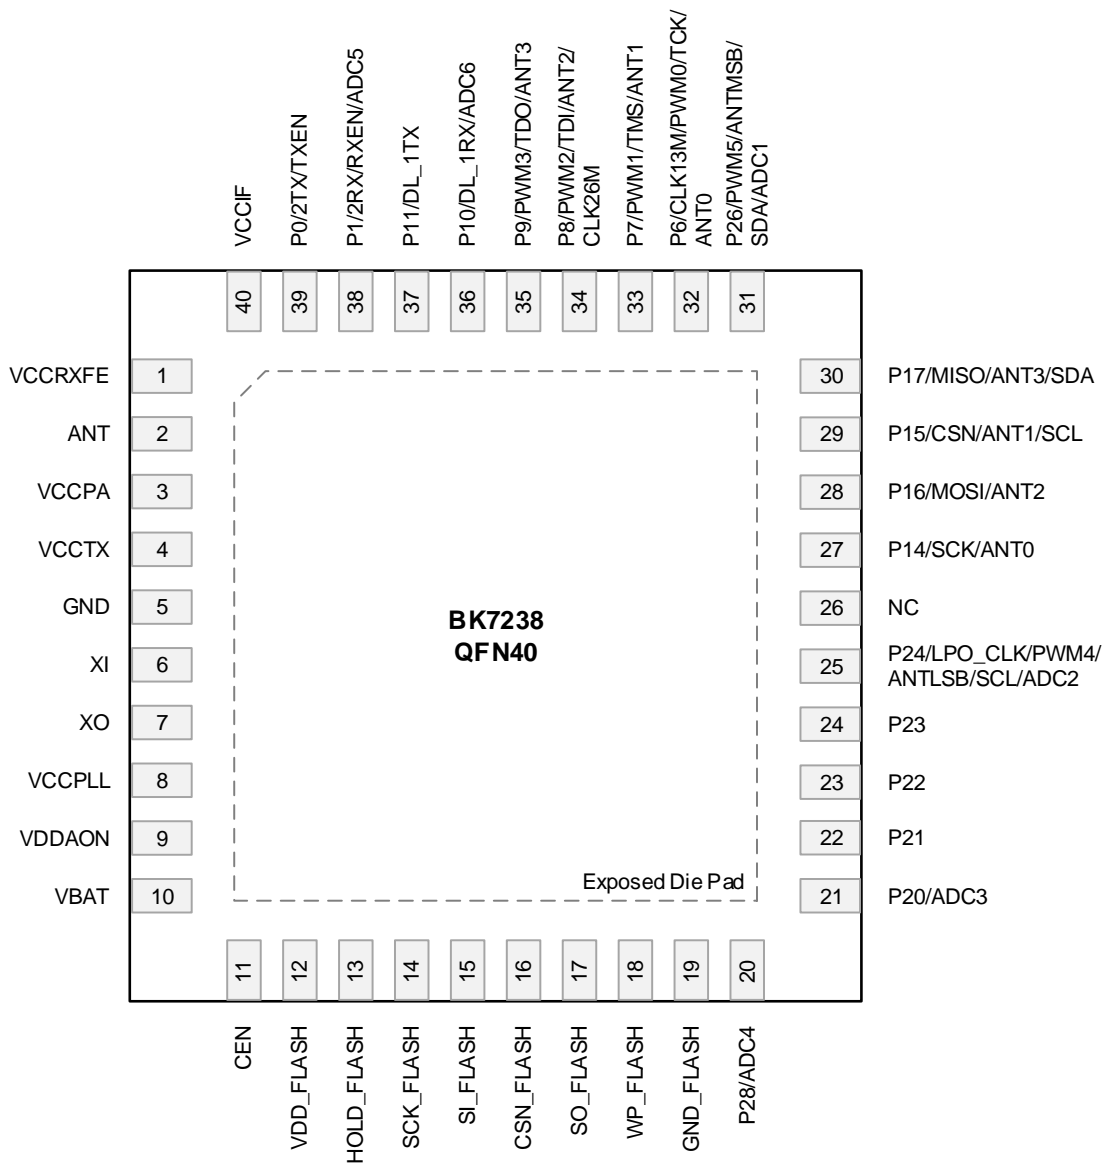 VCCIF
P0/2TX/TXEN
P1/2RX/RXEN/ADC5
P11/DL_1TX
P10/DL_1RX/ADC6
P9/PWM3/TDO/ANT3
P8/PWM2/TDI/ANT2/
CLK26M
P7/PWM1/TMS/ANT1
P6/CLK13M/PWM0/TCK/
ANT0
P26/PWM5/ANTMSB/
SDA/ADC1
40
39
38
37
36
35
34
33
32
31
VCCRXFE
1
ANT
2
VCCPA
3
VCCTX
4
GND
5
XI
6
XO
7
VCCPLL
8
VDDAON
9
VBAT
10
BK7238
QFN40
Exposed Die Pad
30
P17/MISO/ANT3/SDA
29
P15/CSN/ANT1/SCL
28
P16/MOSI/ANT2
27
P14/SCK/ANT0
26
NC
25
P24/LPO_CLK/PWM4/
ANTLSB/SCL/ADC2
24
P23
23
P22
22
P21
21
P20/ADC3
11
12
13
14
15
16
17
18
19
20
CEN
VDD_FLASH
HOLD_FLASH
SCK_FLASH
SI_FLASH
CSN_FLASH
SO_FLASH
WP_FLASH
GND_FLASH
P28/ADC4